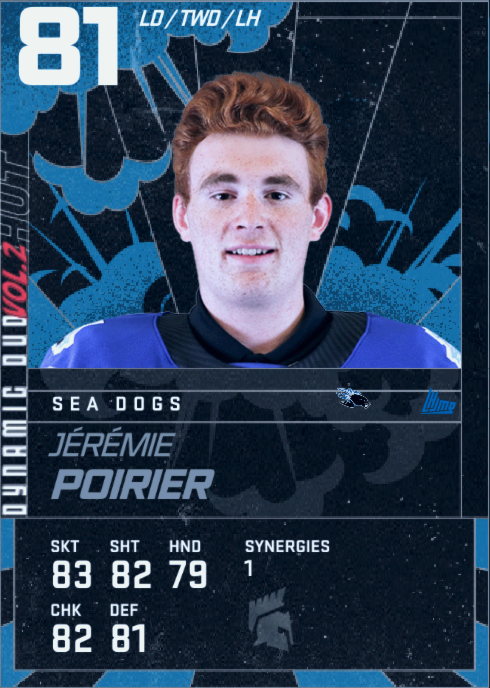 81
LD / TWD / LH
HUT
DYNAMIC DUO VOL.2
SEA DOGS
JÉRÉMIE
POIRIER
SKT SHT HND SYNERGIES
83 82 79 1
CHK DEF
82 81